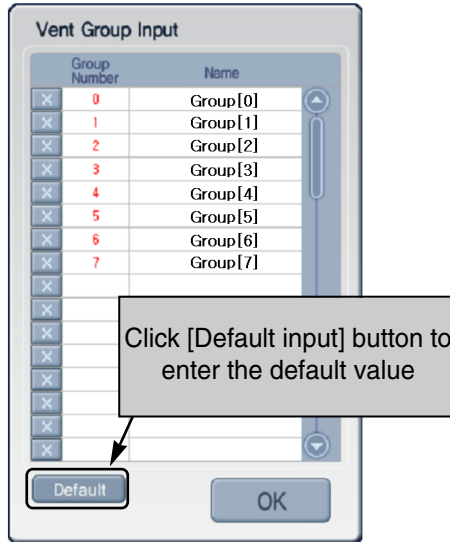 Vent Group Input
Group
Number
Name
X 0 Group[0]
X 1 Group[1]
X 2 Group[2]
X 3 Group[3]
X 4 Group[4]
X 5 Group[5]
X 6 Group[6]
X 7 Group[7]
X
X
X
X
X
X
X
X
Click [Default input] button to
enter the default value
Default
OK